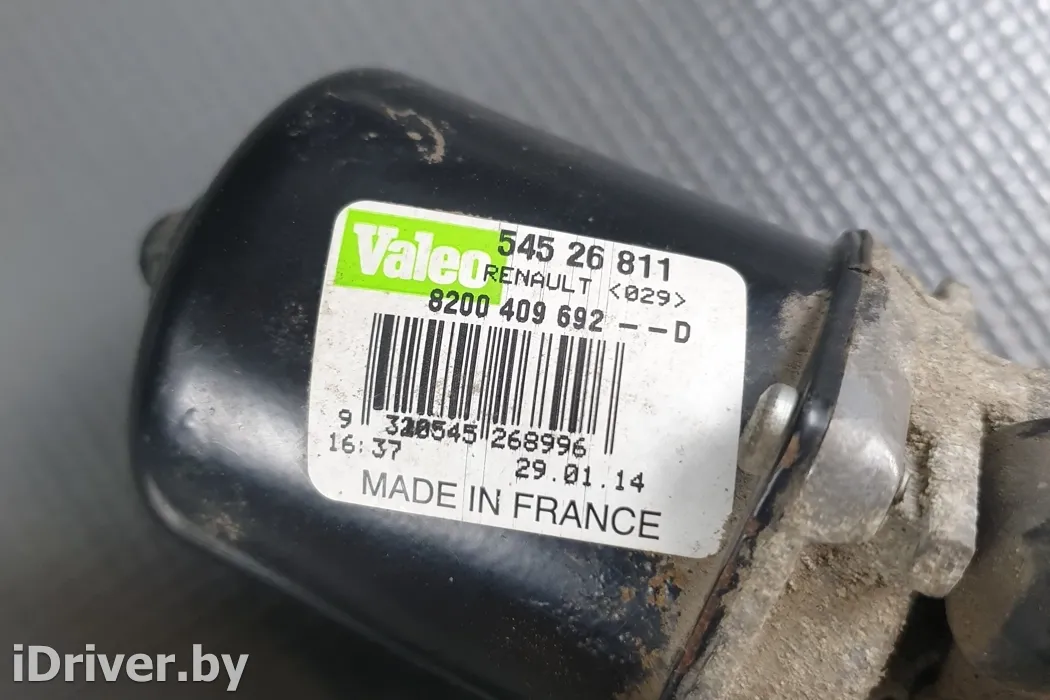 Valeo 545 26 811
RENAULT <029>
8200 409 692 -- D
9 545 268996
16:37 29.01.14
MADE IN FRANCE
iDriver.by